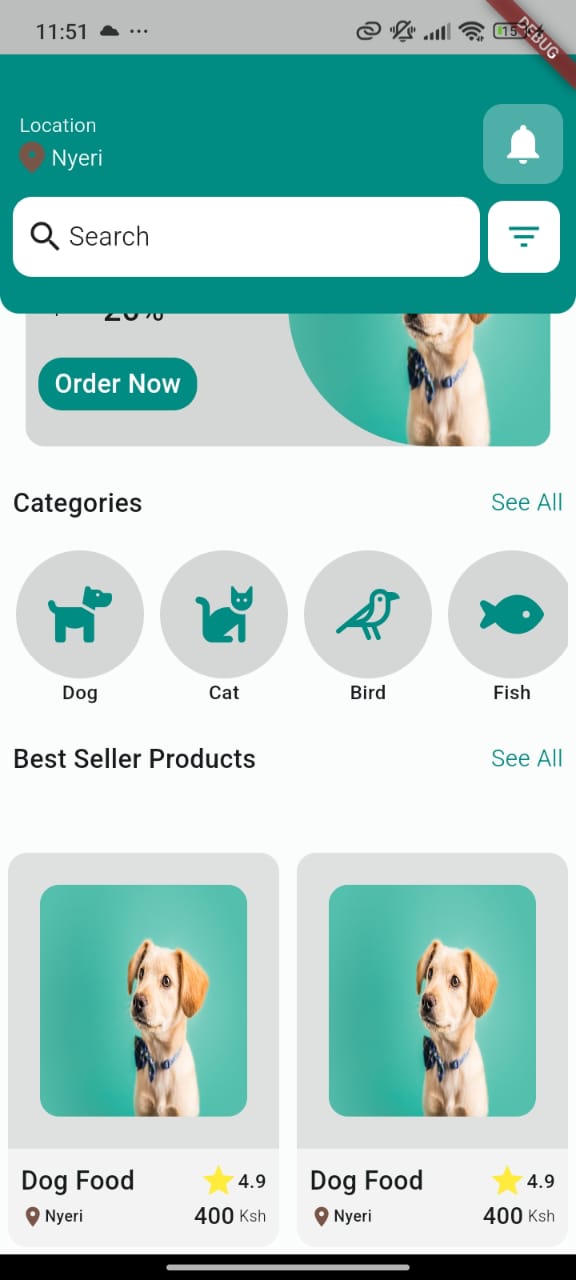 11:51
15
DEBUG
Location
Nyeri
Search
20%
Order Now
Categories See All
Dog Cat Bird Fish
Best Seller Products See All
Dog Food 4.9 Dog Food 4.9
Nyeri 400 Ksh Nyeri 400 Ksh